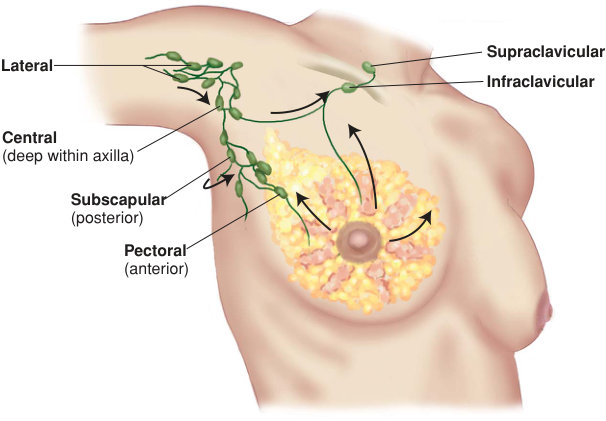 Lateral
Central
(deep within axilla)
Subscapular
(posterior)
Pectoral
(anterior)
Supraclavicular
Infraclavicular